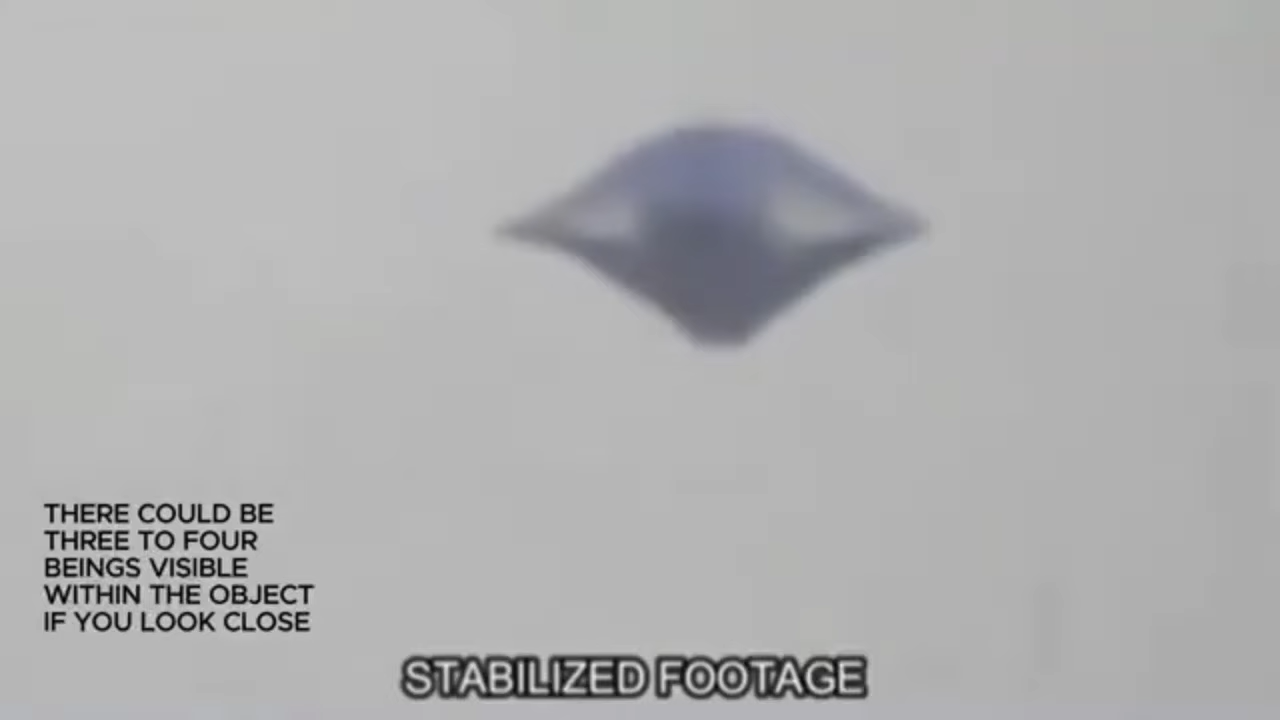 THERE COULD BE
THREE TO FOUR
BEINGS VISIBLE
WITHIN THE OBJECT
IF YOU LOOK CLOSE
STABILIZED FOOTAGE